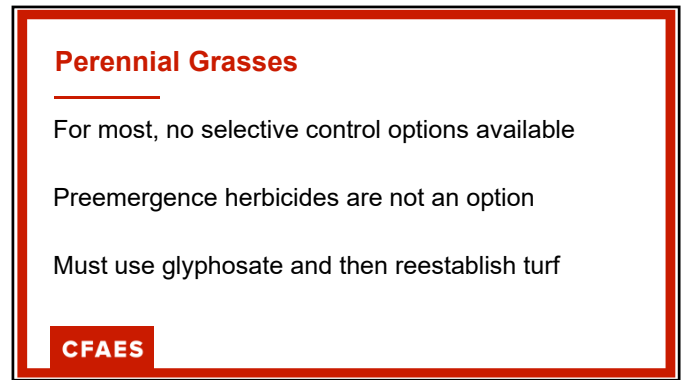 Perennial Grasses
For most, no selective control options available
Preemergence herbicides are not an option
Must use glyphosate and then reestablish turf
CFAES